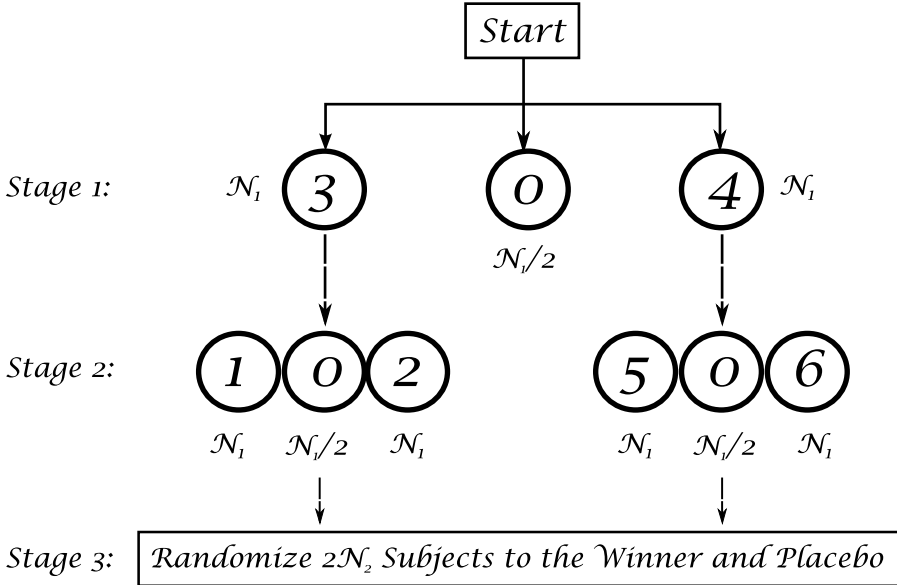 Start
Stage 1: N₁ 3 0 4 N₁
N₁/2
Stage 2: 1 0 2 5 0 6
N₁ N₁/2 N₁ N₁ N₁/2 N₁
Stage 3: Randomize 2N₂ Subjects to the Winner and Placebo